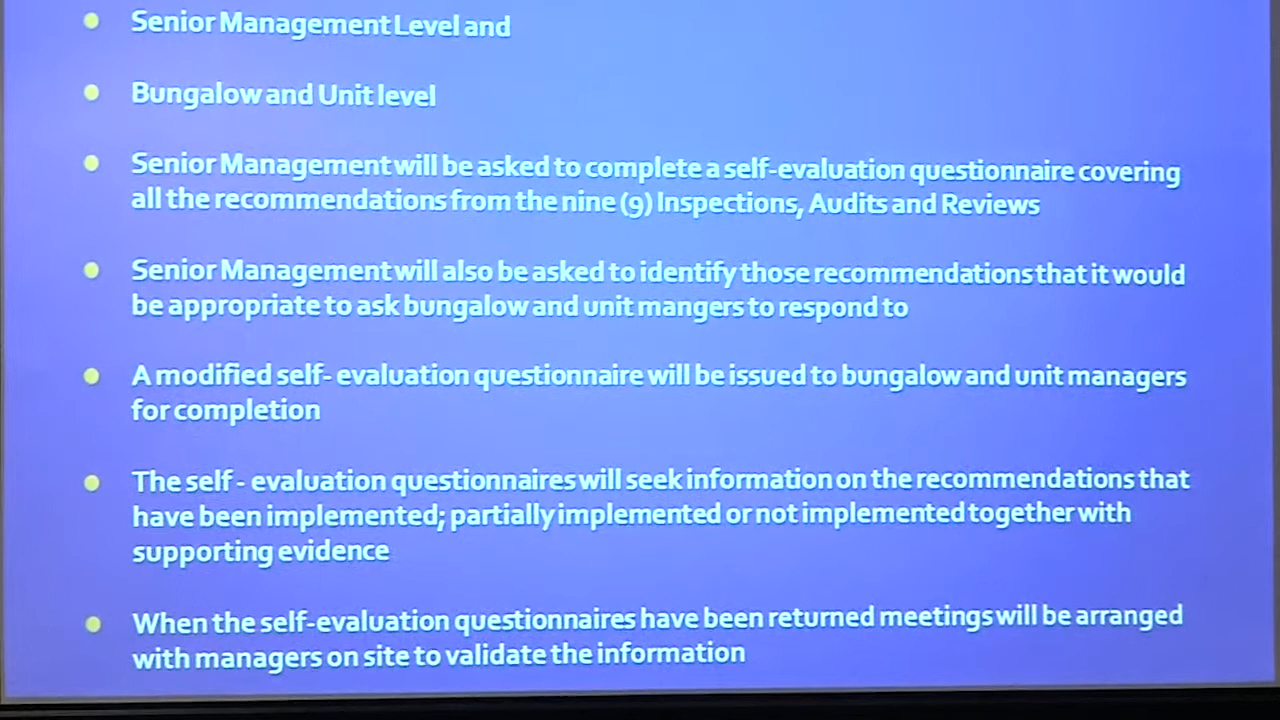 Senior Management Level and
Bungalow and Unit level
Senior Management will be asked to complete a self-evaluation questionnaire covering
all the recommendations from the nine (9) Inspections, Audits and Reviews
Senior Management will also be asked to identify those recommendations that it would
be appropriate to ask bungalow and unit mangers to respond to
A modified self- evaluation questionnaire will be issued to bungalow and unit managers
for completion
The self - evaluation questionnaires will seek information on the recommendations that
have been implemented; partially implemented or not implemented together with
supporting evidence
When the self-evaluation questionnaires have been returned meetings will be arranged
with managers on site to validate the information